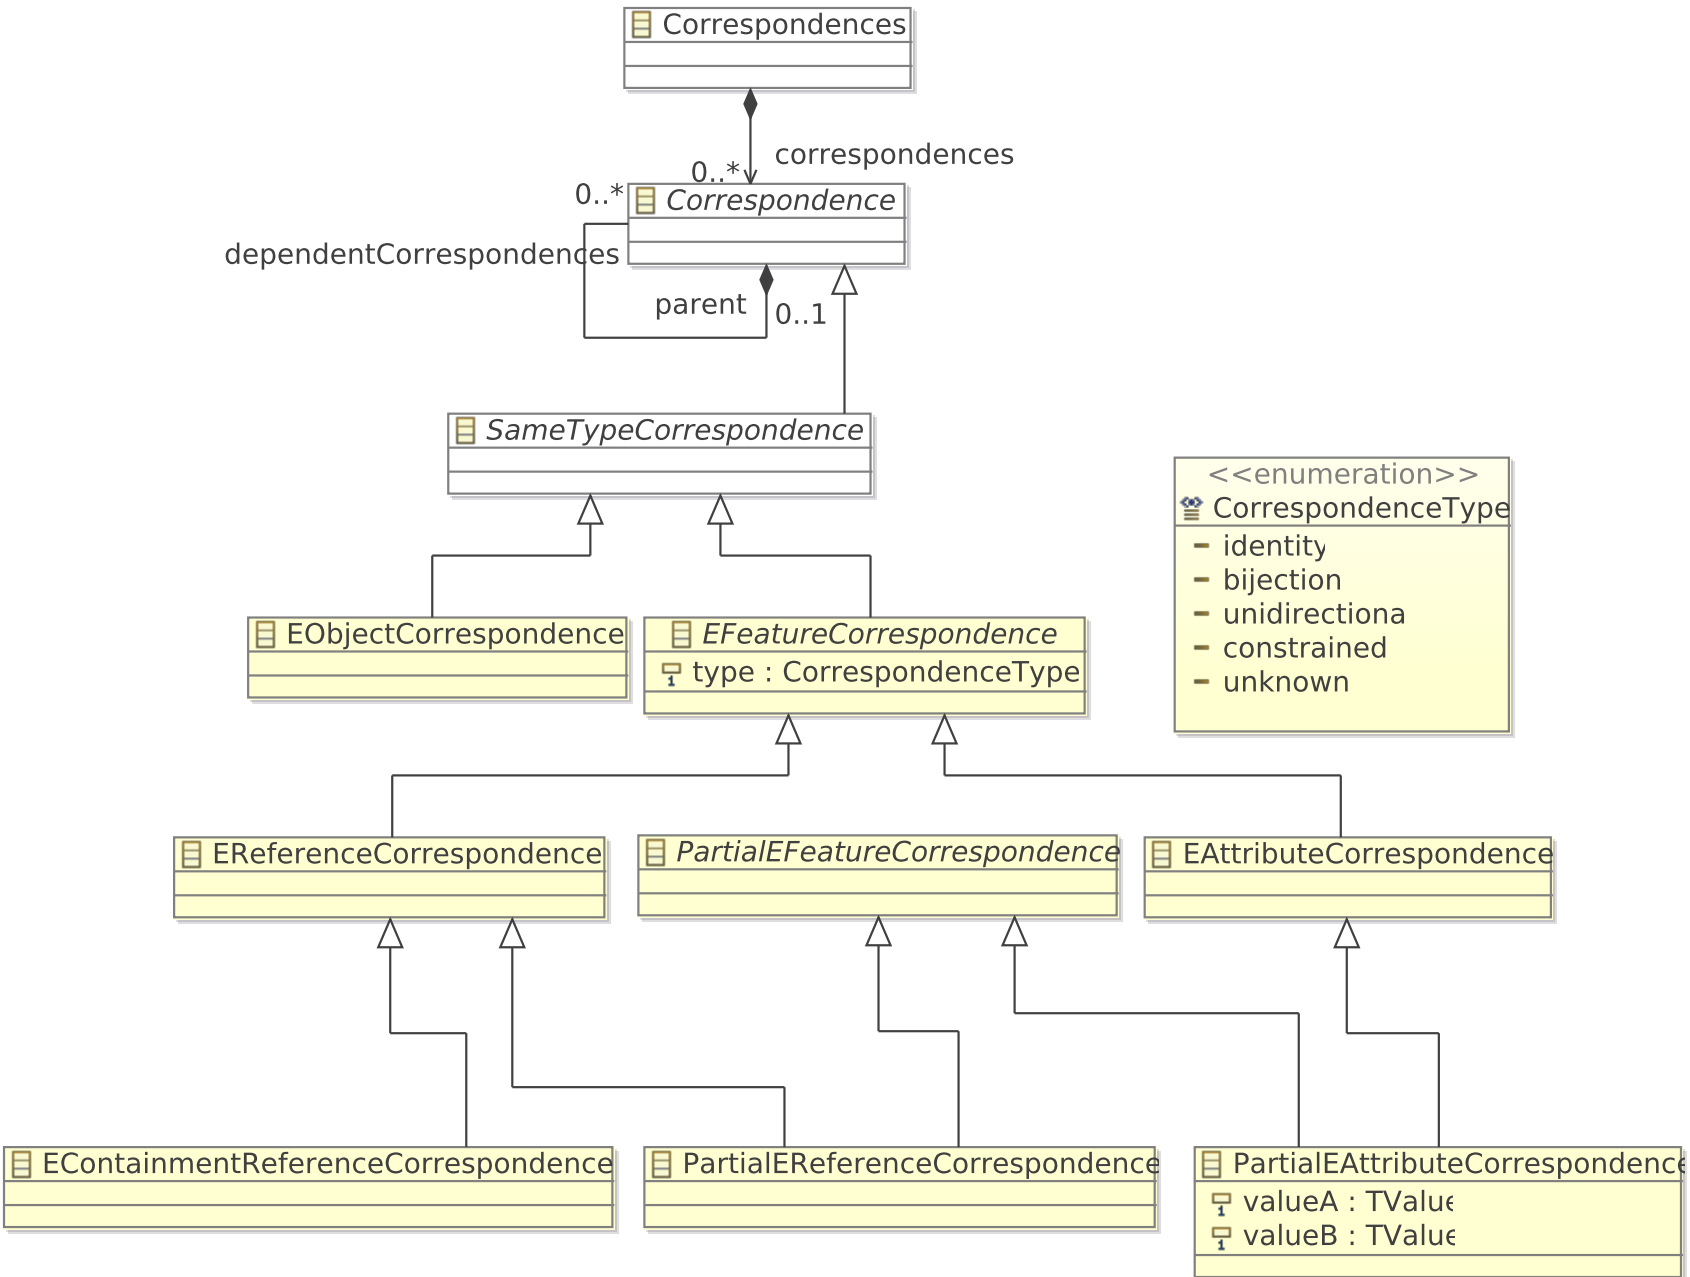 Correspondences
correspondences
0..*
0..*
Correspondence
dependentCorrespondences
parent
0..1
SameTypeCorrespondence
<<enumeration>>
CorrespondenceType
identity
bijection
unidirectiona
constrained
unknown
EObjectCorrespondence
EFeatureCorrespondence
type : CorrespondenceType
EReferenceCorrespondence
PartialEFeatureCorrespondence
EAttributeCorrespondence
EContainmentReferenceCorrespondence
PartialEReferenceCorrespondence
PartialEAttributeCorrespondence
valueA : TValue
valueB : TValue